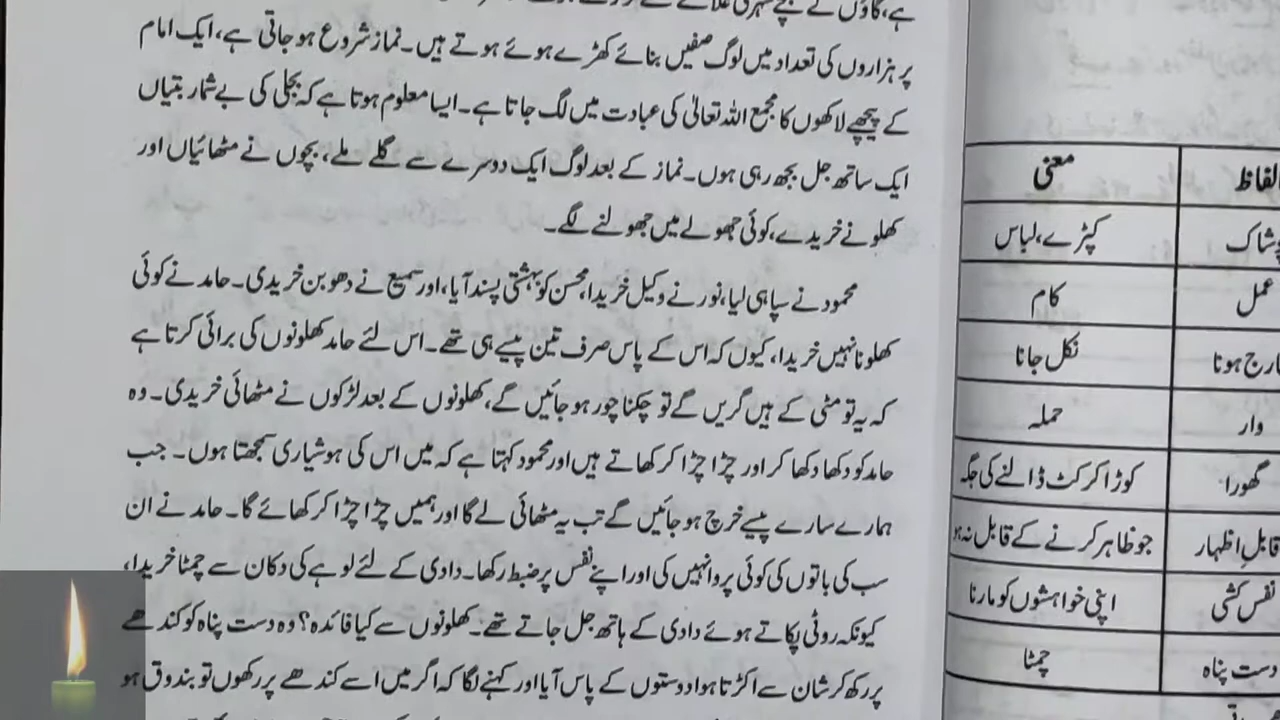 ہے، گاؤں کے بچے شہری علاقے
پر ہزاروں کی تعداد میں لوگ صفیں بنائے کھڑے ہوئے ہوتے ہیں۔ نماز شروع ہو جاتی ہے، ایک امام
کے پیچھے لاکھوں کا مجمع اللہ تعالیٰ کی عبادت میں لگ جاتا ہے۔ ایسا معلوم ہوتا ہے کہ بجلی کی بے شمار بتیاں
ایک ساتھ جل بجھ رہی ہوں۔ نماز کے بعد لوگ ایک دوسرے سے گلے ملے، بچوں نے مٹھائیاں اور
کھلونے خریدے، کوئی جھولے میں جھولنے لگے۔
محمود نے سپاہی لیا، نور نے وکیل خریدا، محسن کو بہشتی پسند آیا، اور سمیع نے دھوبن خریدی۔ حامد نے کوئی
کھلونا نہیں خریدا، کیوں کہ اس کے پاس صرف تین پیسے ہی تھے۔ اس لئے حامد کھلونوں کی برائی کرتا ہے
کہ یہ تو مٹی کے ہیں گریں گے تو چکنا چور ہو جائیں گے، کھلونوں کے بعد لڑکوں نے مٹھائی خریدی۔ وہ
حامد کو دکھا دکھا کر اور چڑا چڑا کر کھاتے ہیں اور محمود کہتا ہے کہ میں اس کی ہوشیاری سمجھتا ہوں۔ جب
ہمارے سارے پیسے خرچ ہو جائیں گے تب یہ مٹھائی لے گا اور ہمیں چڑا چڑا کر کھائے گا۔ حامد نے ان
سب کی باتوں کی کوئی پروا نہیں کی اور اپنے نفس پر ضبط رکھا۔ دادی کے لئے لوہے کی دکان سے چمٹا خریدا،
کیونکہ روٹی پکاتے ہوئے دادی کے ہاتھ جل جاتے تھے۔ کھلونوں سے کیا فائدہ؟ وہ دست پناہ کو کندھے
پر رکھ کر شان سے اکڑتا ہوا دوستوں کے پاس آیا اور کہنے لگا کہ اگر میں اسے کندھے پر رکھوں تو بندوق ہو
الفاظ معنی
پوشاک کپڑے، لباس
عمل کام
خارج ہونا نکل جانا
وار حملہ
گھورا کوڑا کرکٹ ڈالنے کی جگہ
قابلِ اظہار جو ظاہر کرنے کے قابل نہ ہو
نفس کشی اپنی خواہشوں کو مارنا
دست پناہ چمٹا